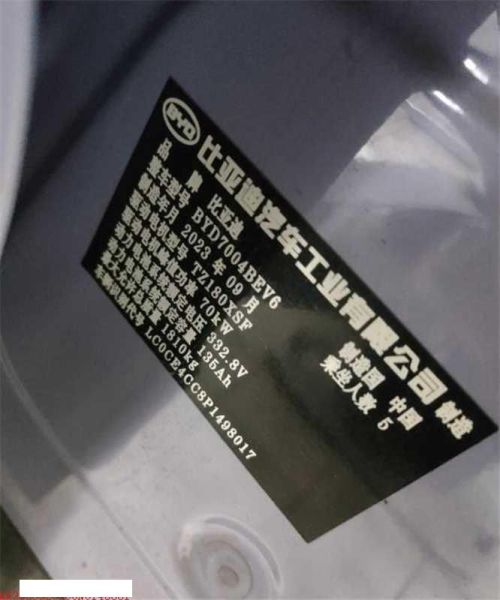 BYD 比亚迪汽车工业有限公司 制造
品牌 比亚迪 制造国 中国
整车型号 BYD7004BEV6 乘坐人数 5
制造年月 2023 年 09 月
驱动电机型号 TZ180XSF
驱动电机峰值功率 70kW
动力电池系统额定电压 332.8V
动力电池系统额定容量 135Ah
最大允许总质量 1810kg
车辆识别代号 LC0CE4CC8P1498017